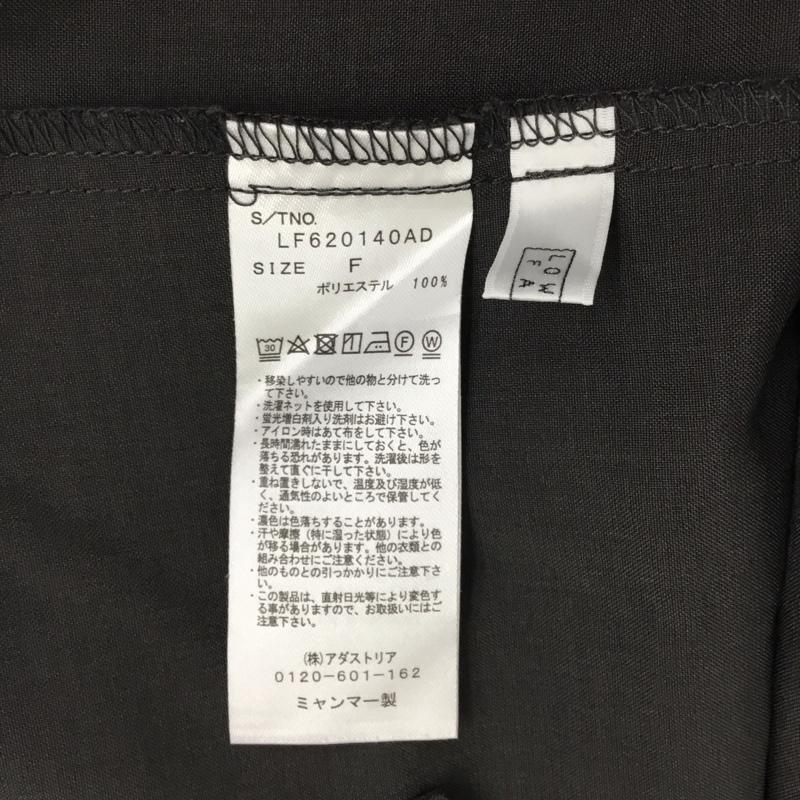 S/TNO.
LF620140AD
SIZE F
ポリエステル 100%
30 F W
・移染しやすいので他の物と分けて洗っ
て下さい。
・洗濯ネットを使用して下さい。
・蛍光増白剤入り洗剤はお避け下さい。
・アイロン時はあて布をして下さい。
・長時間濡れたままにしておくと、色が
落ちる恐れがあります。洗濯後は形を
整えて直ぐに干して下さい。
・重ね置きしないで、温度及び湿度が低
く、通気性のよいところで保管してく
ださい。
・濃色は色落ちすることがあります。
・汗や摩擦（特に湿った状態）により色
が移る場合があります。他の衣類との
組み合わせにご注意ください。
・他のものとの引っかかりにご注意下さ
い。
・この製品は、直射日光等により変色す
る事がありますので、お取扱いにはご
注意下さい。
(株)アダストリア
0120-601-162
ミャンマー製
LOW
FA